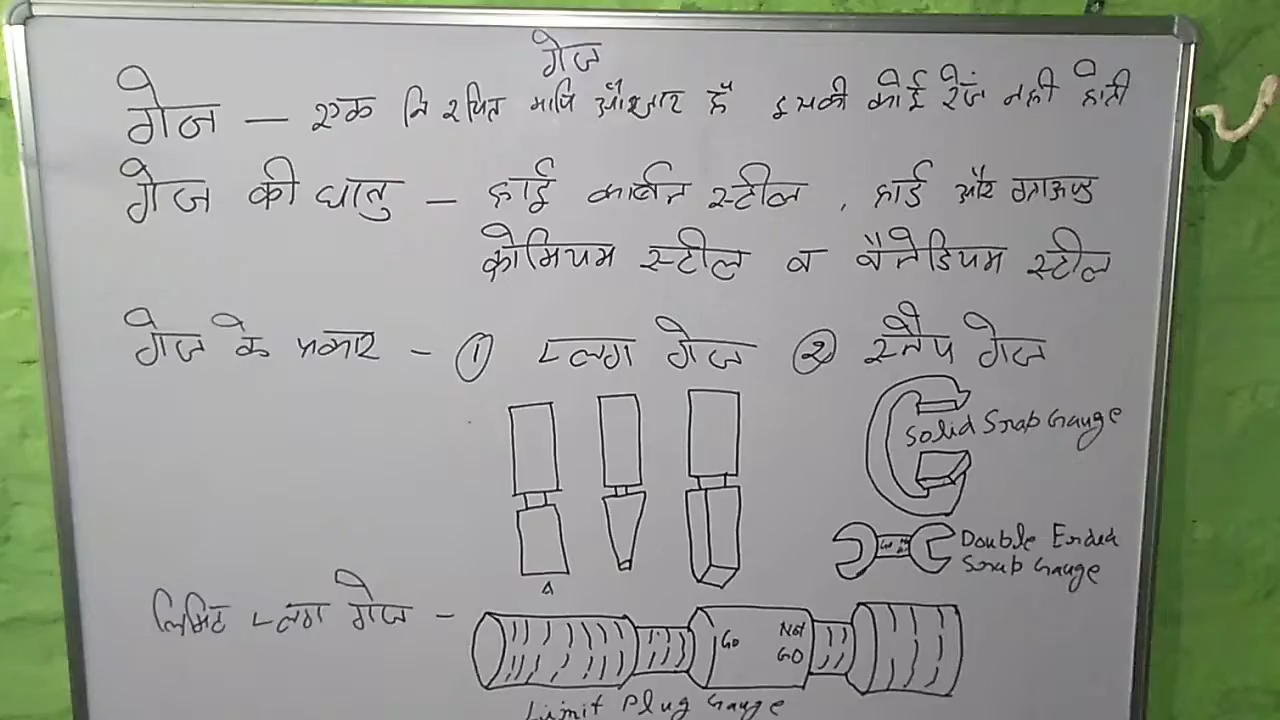 गेज
गेज – एक निश्चित मापि औजार है इसकी कोई रेंज नही होती
गेज की धातु – हाई कार्बन स्टील , हार्ड और ग्राउण्ड
क्रोमियम स्टील व वैनेडियम स्टील
गेज के प्रकार - ① प्लग गेज ② स्नैप गेज
Solid Snap Gauge
Double Ended
Snap Gauge
Go
A
लिमिट प्लग गेज -
Go
Not
GO
Limit Plug Gauge